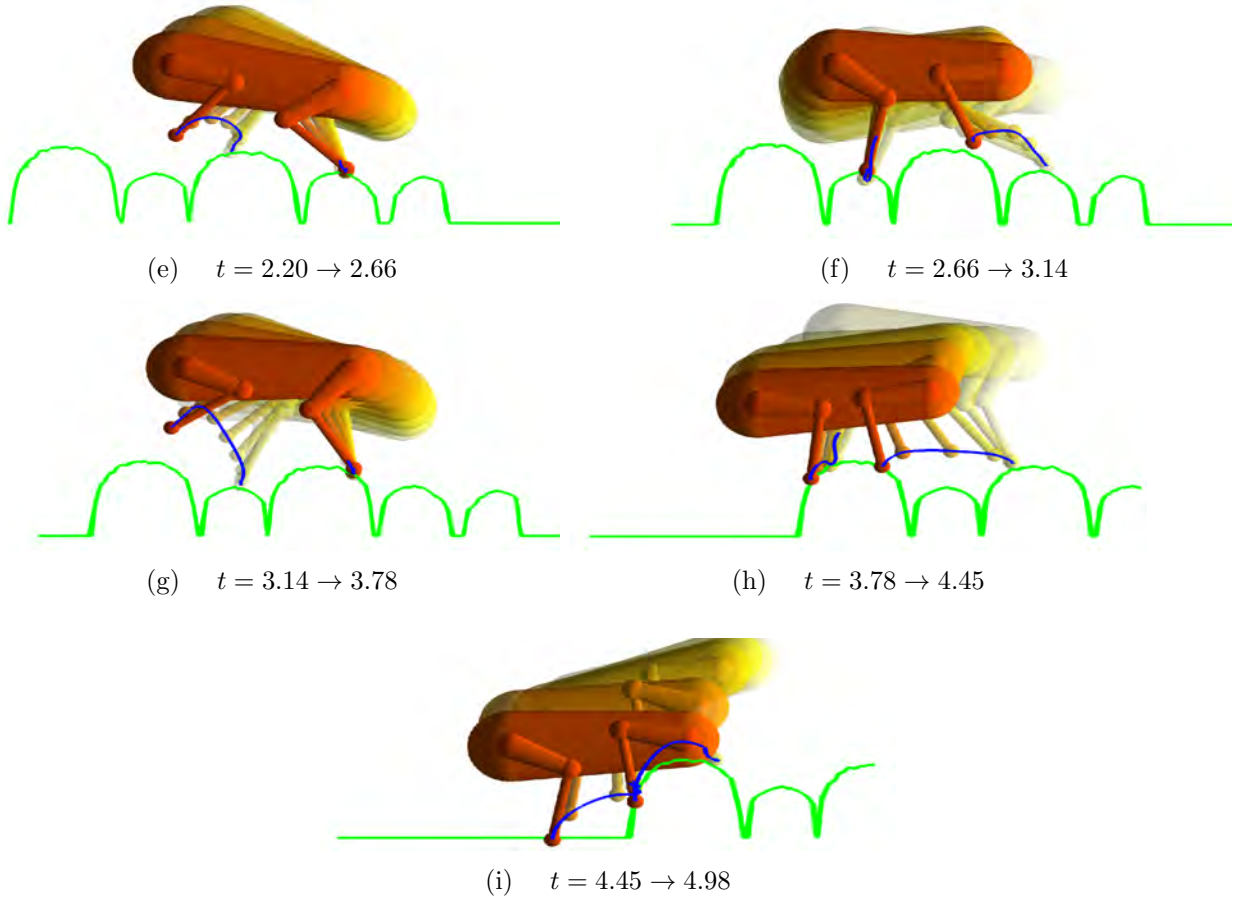 (e) t = 2.20 → 2.66
(f) t = 2.66 → 3.14
(g) t = 3.14 → 3.78
(h) t = 3.78 → 4.45
(i) t = 4.45 → 4.98